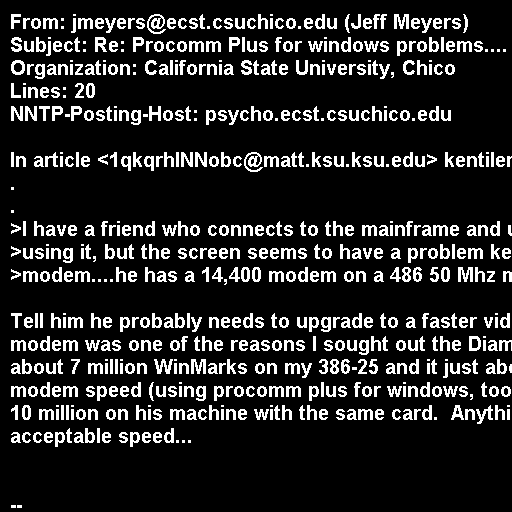 From: jmeyers@ecst.csuchico.edu (Jeff Meyers)
Subject: Re: Procomm Plus for windows problems....
Organization: California State University, Chico
Lines: 20
NNTP-Posting-Host: psycho.ecst.csuchico.edu

In article <1qkqrhINNobc@matt.ksu.ksu.edu> kentiler
.
.
>I have a friend who connects to the mainframe and u
>using it, but the screen seems to have a problem ke
>modem....he has a 14,400 modem on a 486 50 Mhz m

Tell him he probably needs to upgrade to a faster vid
modem was one of the reasons I sought out the Diam
about 7 million WinMarks on my 386-25 and it just abo
modem speed (using procomm plus for windows, too
10 million on his machine with the same card.  Anythi
acceptable speed...

--